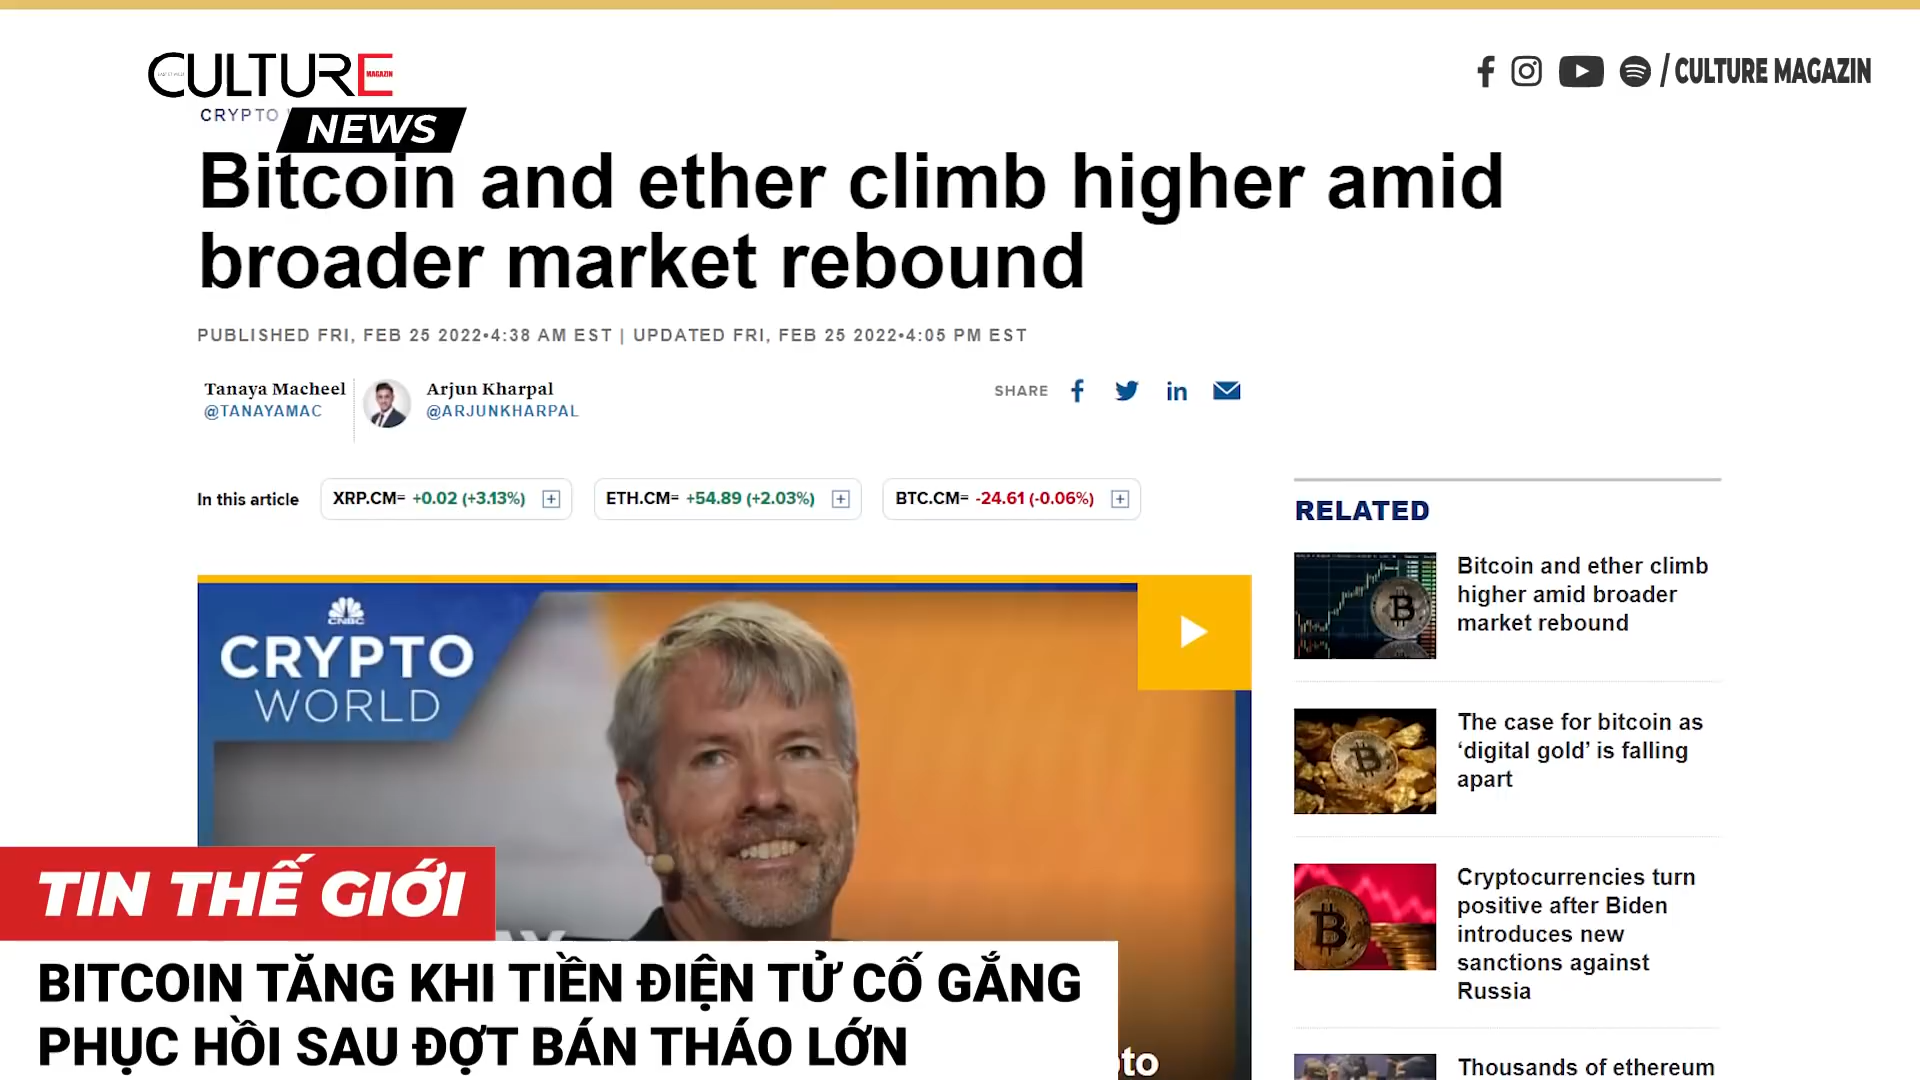 CULTURE
MAGAZIN
NEWS
/ CULTURE MAGAZIN
CRYPTO
Bitcoin and ether climb higher amid
broader market rebound
PUBLISHED FRI, FEB 25 2022•4:38 AM EST | UPDATED FRI, FEB 25 2022•4:05 PM EST
Tanaya Macheel
@TANAYAMAC
Arjun Kharpal
@ARJUNKHARPAL
SHARE
In this article
XRP.CM= +0.02 (+3.13%)
ETH.CM= +54.89 (+2.03%)
BTC.CM= -24.61 (-0.06%)
CNBC
CRYPTO
WORLD
RELATED
Bitcoin and ether climb
higher amid broader
market rebound
The case for bitcoin as
‘digital gold’ is falling
apart
Cryptocurrencies turn
positive after Biden
introduces new
sanctions against
Russia
Thousands of ethereum
TIN THẾ GIỚI
BITCOIN TĂNG KHI TIỀN ĐIỆN TỬ CỐ GẮNG
PHỤC HỒI SAU ĐỢT BÁN THÁO LỚN